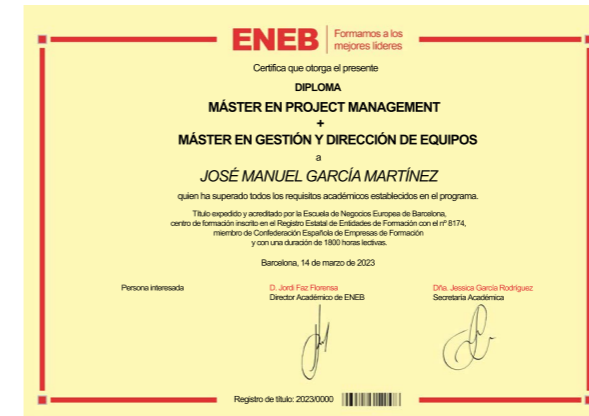 ENEB
Formamos a los
mejores líderes
Certifica que otorga el presente
DIPLOMA
MÁSTER EN PROJECT MANAGEMENT
+
MÁSTER EN GESTIÓN Y DIRECCIÓN DE EQUIPOS
a
JOSÉ MANUEL GARCÍA MARTÍNEZ
quien ha superado todos los requisitos académicos establecidos en el programa.
Título expedido y acreditado por la Escuela de Negocios Europea de Barcelona,
centro de formación inscrito en el Registro Estatal de Entidades de Formación con el nº 8174,
miembro de Confederación Española de Empresas de Formación
y con una duración de 1800 horas lectivas.
Barcelona, 14 de marzo de 2023
Persona interesada
D. Jordi Faz Florensa
Director Académico de ENEB
Dña. Jessica García Rodríguez
Secretaria Académica
Registro de título: 2023/0000